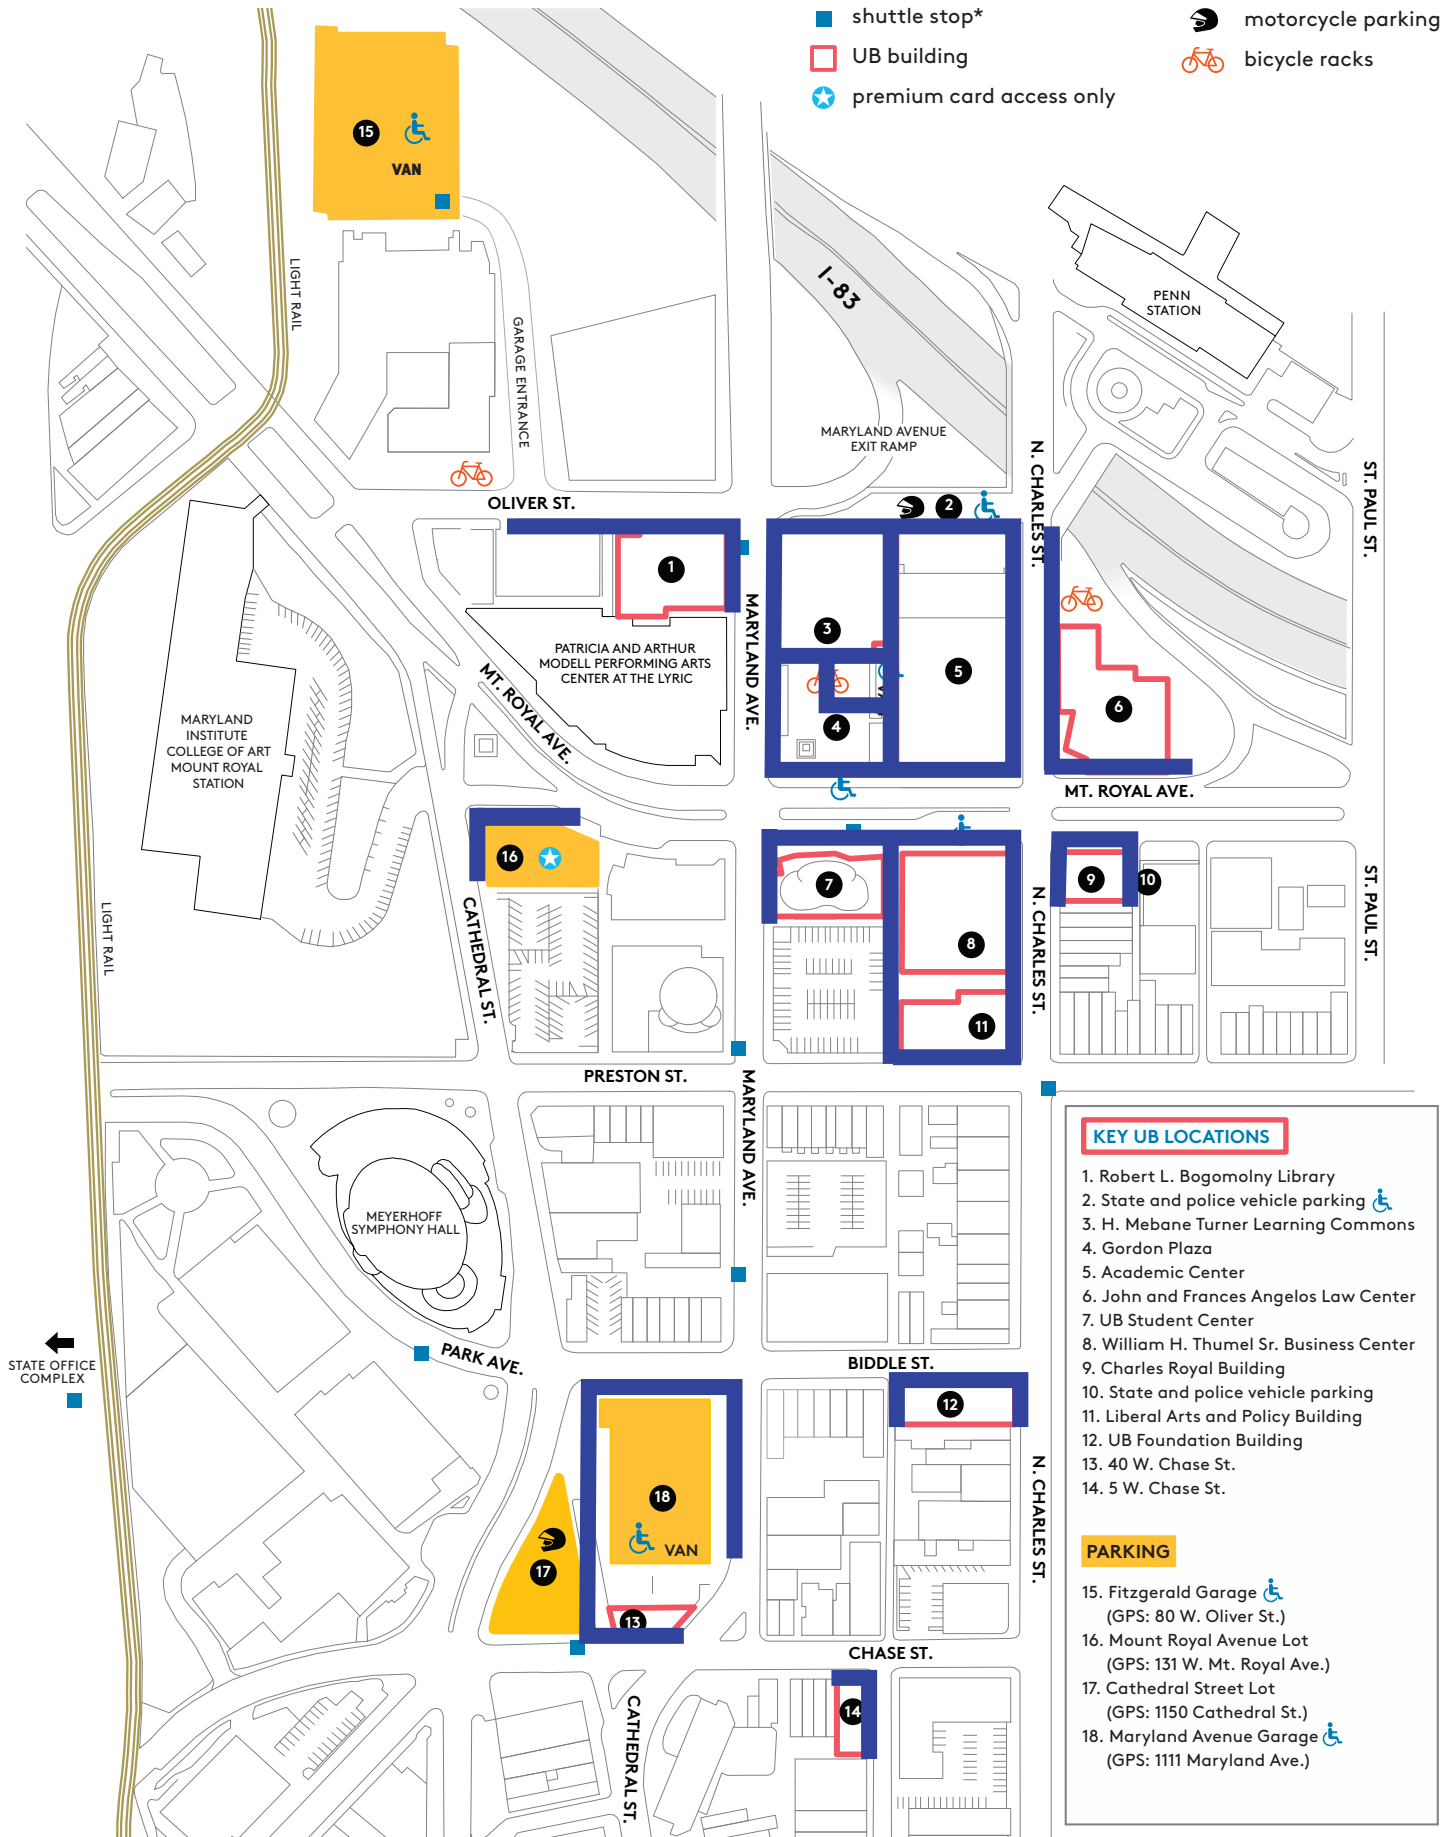 shuttle stop*
motorcycle parking
UB building
bicycle racks
premium card access only
15
VAN
LIGHT RAIL
I-83
PENN
STATION
GARAGE ENTRANCE
MARYLAND AVENUE
EXIT RAMP
N. CHARLES ST.
ST. PAUL ST.
OLIVER ST.
2
1
MARYLAND AVE.
3
PATRICIA AND ARTHUR
MODELL PERFORMING ARTS
CENTER AT THE LYRIC
5
MT. ROYAL AVE.
6
4
MARYLAND
INSTITUTE
COLLEGE OF ART
MOUNT ROYAL
STATION
MT. ROYAL AVE.
16
7
9
10
N. CHARLES ST.
ST. PAUL ST.
CATHEDRAL ST.
LIGHT RAIL
8
11
PRESTON ST.
MARYLAND AVE.
MEYERHOFF
SYMPHONY HALL
STATE OFFICE
COMPLEX
PARK AVE.
BIDDLE ST.
12
18
VAN
N. CHARLES ST.
17
13
CHASE ST.
14
CATHEDRAL ST.
KEY UB LOCATIONS
1. Robert L. Bogomolny Library
2. State and police vehicle parking
3. H. Mebane Turner Learning Commons
4. Gordon Plaza
5. Academic Center
6. John and Frances Angelos Law Center
7. UB Student Center
8. William H. Thumel Sr. Business Center
9. Charles Royal Building
10. State and police vehicle parking
11. Liberal Arts and Policy Building
12. UB Foundation Building
13. 40 W. Chase St.
14. 5 W. Chase St.
PARKING
15. Fitzgerald Garage
(GPS: 80 W. Oliver St.)
16. Mount Royal Avenue Lot
(GPS: 131 W. Mt. Royal Ave.)
17. Cathedral Street Lot
(GPS: 1150 Cathedral St.)
18. Maryland Avenue Garage
(GPS: 1111 Maryland Ave.)